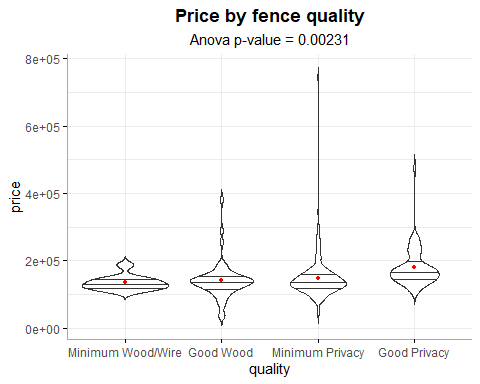 Price by fence quality
Anova p-value = 0.00231
8e+05
6e+05
4e+05
2e+05
0e+00
price
Minimum Wood/Wire Good Wood Minimum Privacy Good Privacy
quality